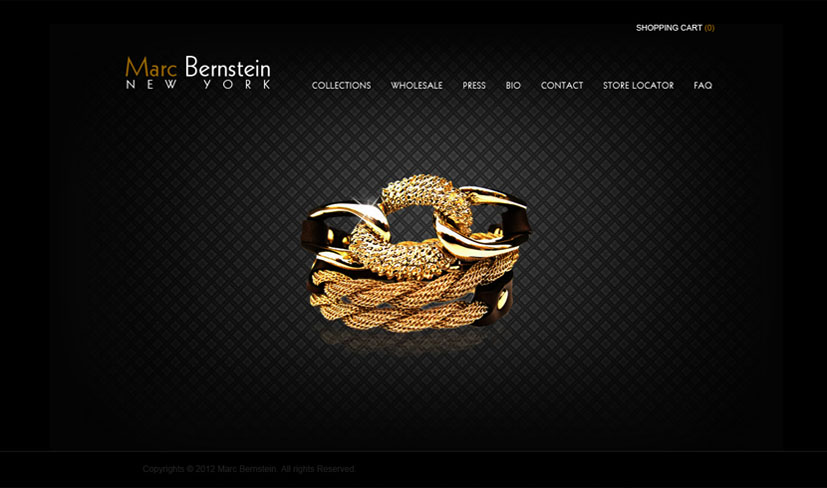 SHOPPING CART (0)
Marc Bernstein
NEW YORK
COLLECTIONS WHOLESALE PRESS BIO CONTACT STORE LOCATOR FAQ
Copyrights © 2012 Marc Bernstein. All rights Reserved.